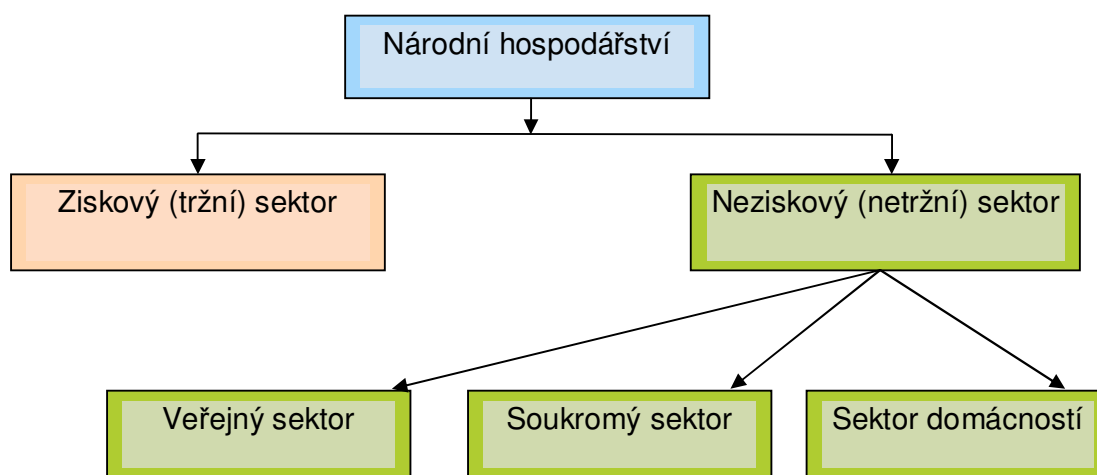 Národní hospodářství
Ziskový (tržní) sektor
Neziskový (netržní) sektor
Veřejný sektor
Soukromý sektor
Sektor domácností